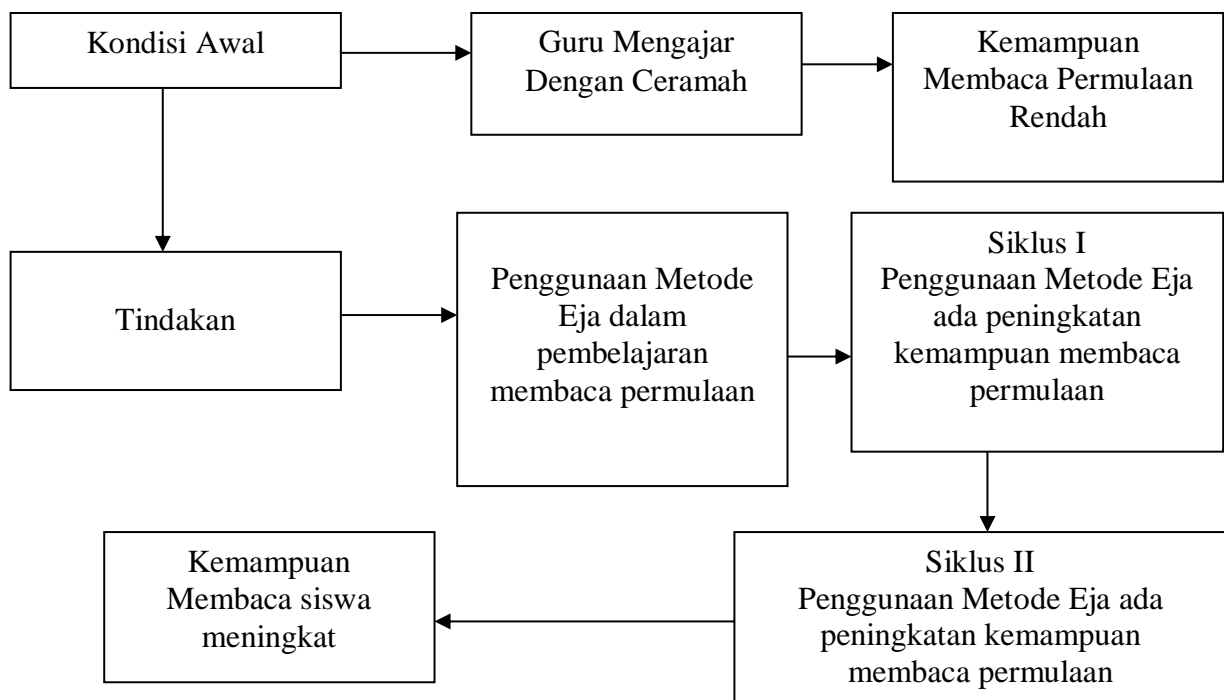 Kondisi Awal
Guru Mengajar
Dengan Ceramah
Kemampuan
Membaca Permulaan
Rendah
Tindakan
Penggunaan Metode
Eja dalam
pembelajaran
membaca permulaan
Siklus I
Penggunaan Metode Eja
ada peningkatan
kemampuan membaca
permulaan
Siklus II
Penggunaan Metode Eja ada
peningkatan kemampuan
membaca permulaan
Kemampuan
Membaca siswa
meningkat